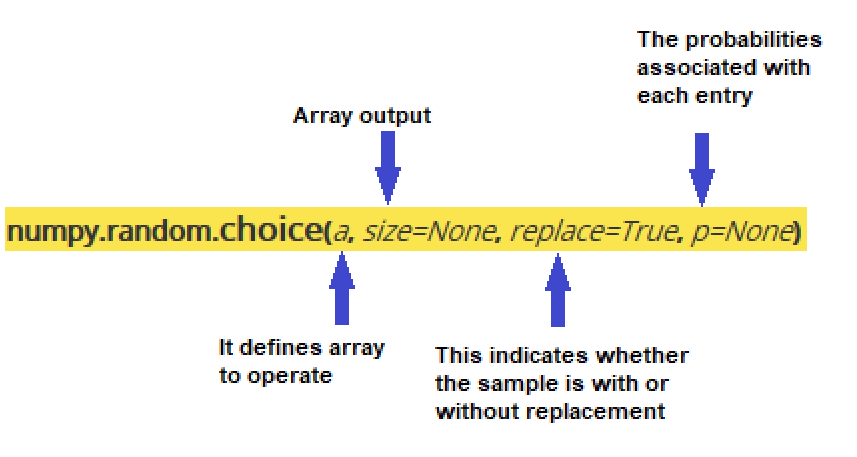 The probabilities
associated with
each entry
Array output
numpy.random.choice(a, size=None, replace=True, p=None)
It defines array
to operate
This indicates whether
the sample is with or
without replacement